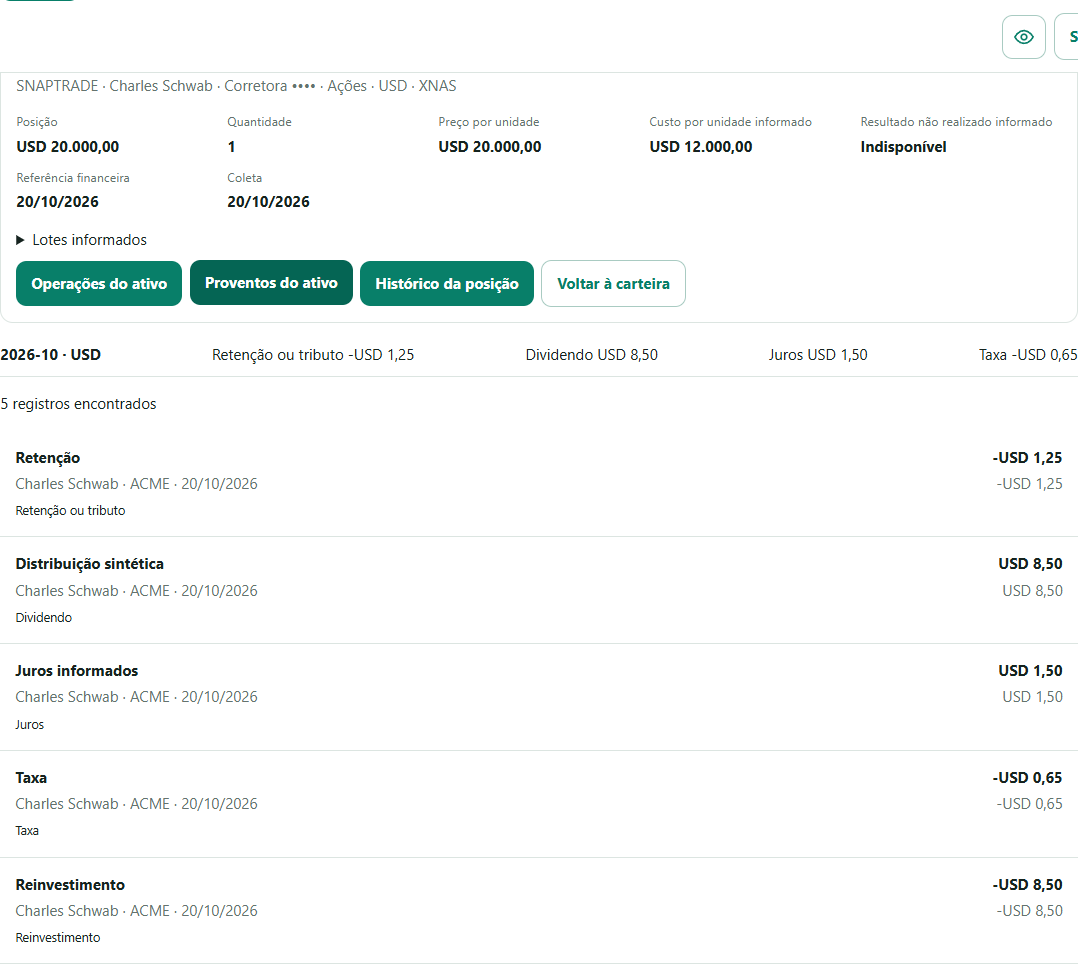 S
SNAPTRADE · Charles Schwab · Corretora •••• · Ações · USD · XNAS
Posição Quantidade Preço por unidade Custo por unidade informado Resultado não realizado informado
USD 20.000,00 1 USD 20.000,00 USD 12.000,00 Indisponível
Referência financeira Coleta
20/10/2026 20/10/2026
▶ Lotes informados
Operações do ativo Proventos do ativo Histórico da posição Voltar à carteira
2026-10 · USD Retenção ou tributo -USD 1,25 Dividendo USD 8,50 Juros USD 1,50 Taxa -USD 0,65
5 registros encontrados
Retenção -USD 1,25
Charles Schwab · ACME · 20/10/2026 -USD 1,25
Retenção ou tributo
Distribuição sintética USD 8,50
Charles Schwab · ACME · 20/10/2026 USD 8,50
Dividendo
Juros informados USD 1,50
Charles Schwab · ACME · 20/10/2026 USD 1,50
Juros
Taxa -USD 0,65
Charles Schwab · ACME · 20/10/2026 -USD 0,65
Taxa
Reinvestimento -USD 8,50
Charles Schwab · ACME · 20/10/2026 -USD 8,50
Reinvestimento